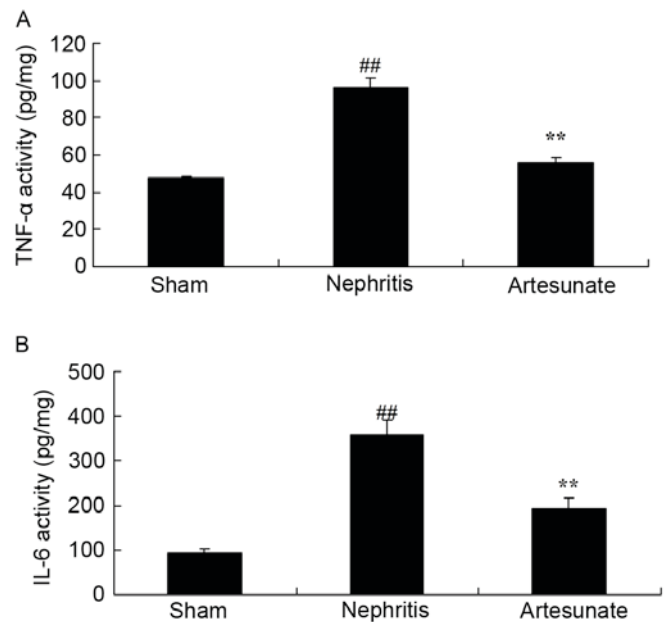 A
TNF-α activity (pg/mg)
120
100
80
60
40
20
0
##
**
Sham Nephritis Artesunate
B
IL-6 activity (pg/mg)
500
400
300
200
100
0
##
**
Sham Nephritis Artesunate